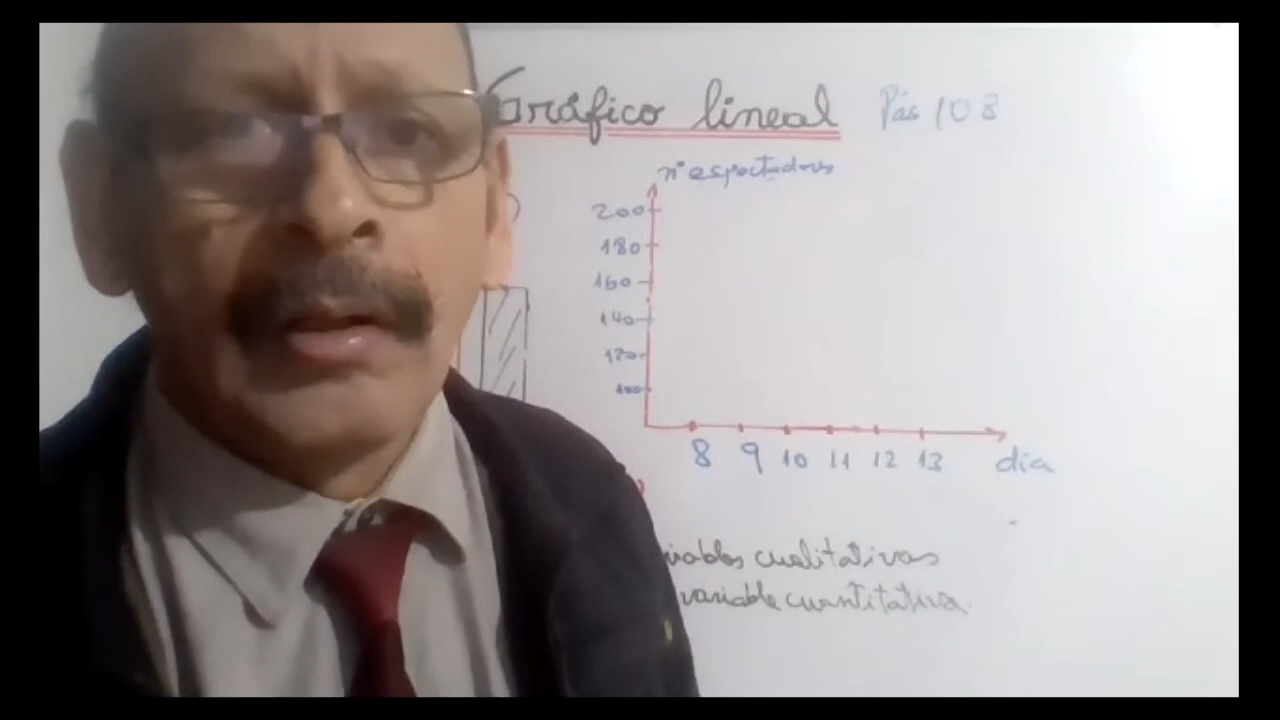 Gráfico lineal Pág 108
nº espectadores
200
180
160
140
120
100
8 9 10 11 12 13 dia
cualitativas
variable cuantitativa